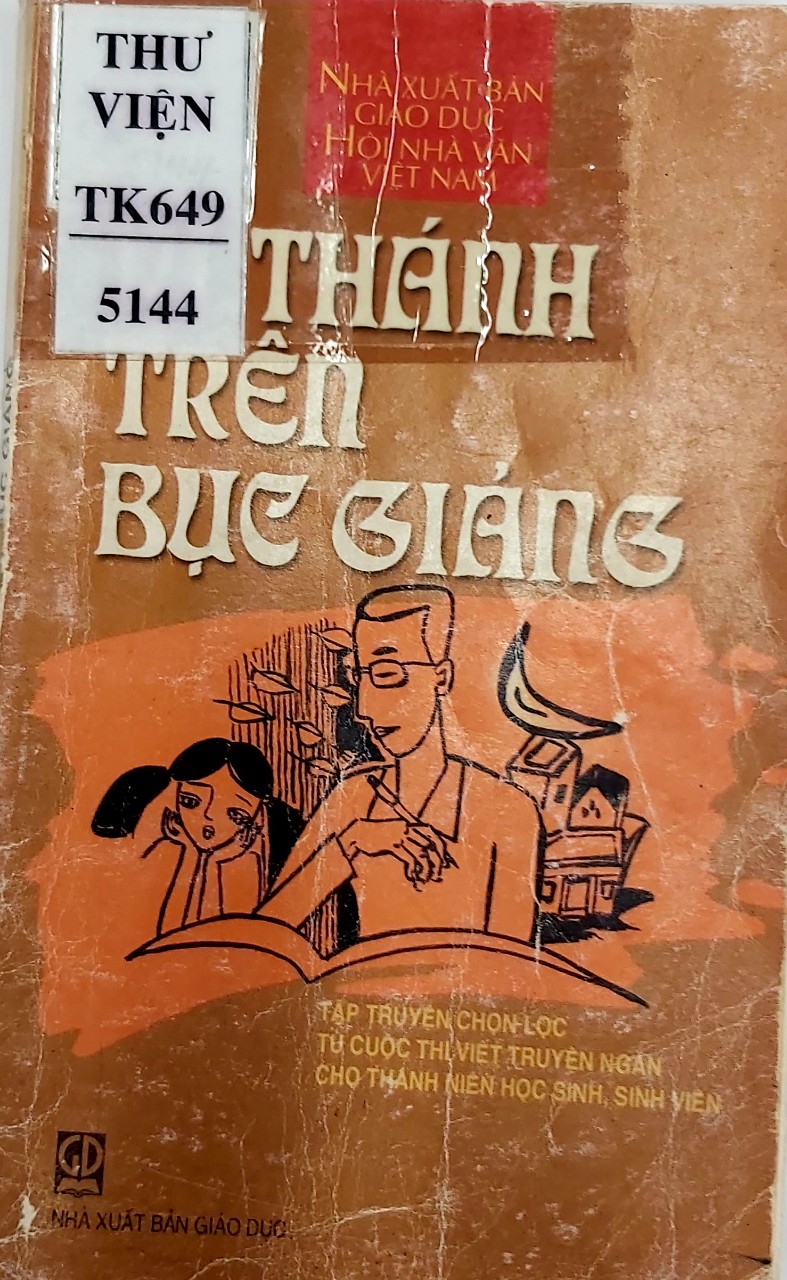 THƯ
VIỆN
TK649
5144
NHÀ XUẤT BẢN
GIÁO DỤC
HỘI NHÀ VĂN
VIỆT NAM
THÁNH
TRÊN
BỤC GIẢNG
TẬP TRUYỆN CHỌN LỌC
TỪ CUỘC THI VIẾT TRUYỆN NGẮN
CHO THANH NIÊN HỌC SINH, SINH VIÊN
GD
NHÀ XUẤT BẢN GIÁO DỤC
ỤC GIẢNG